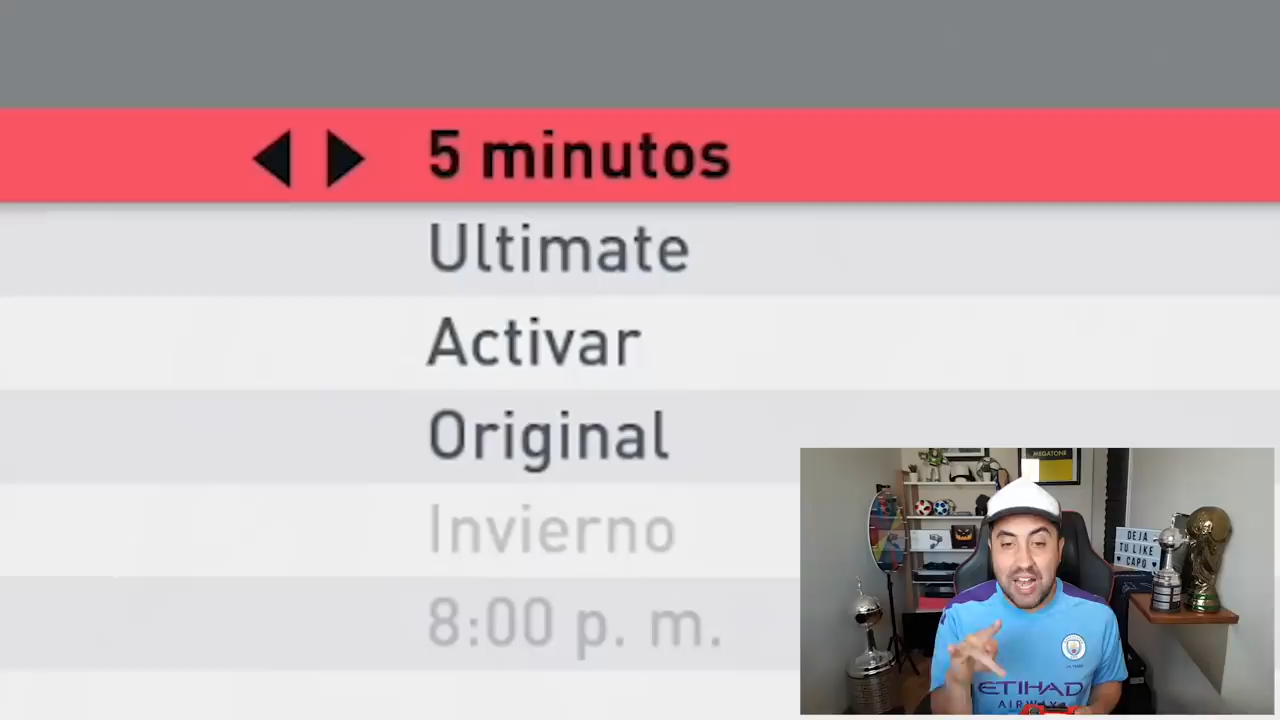 5 minutos
Ultimate
Activar
Original
Invierno
8:00 p. m.
MEGATONE
DEJA
TU LIKE
CAPO
ETIHAD
AIRWAYS